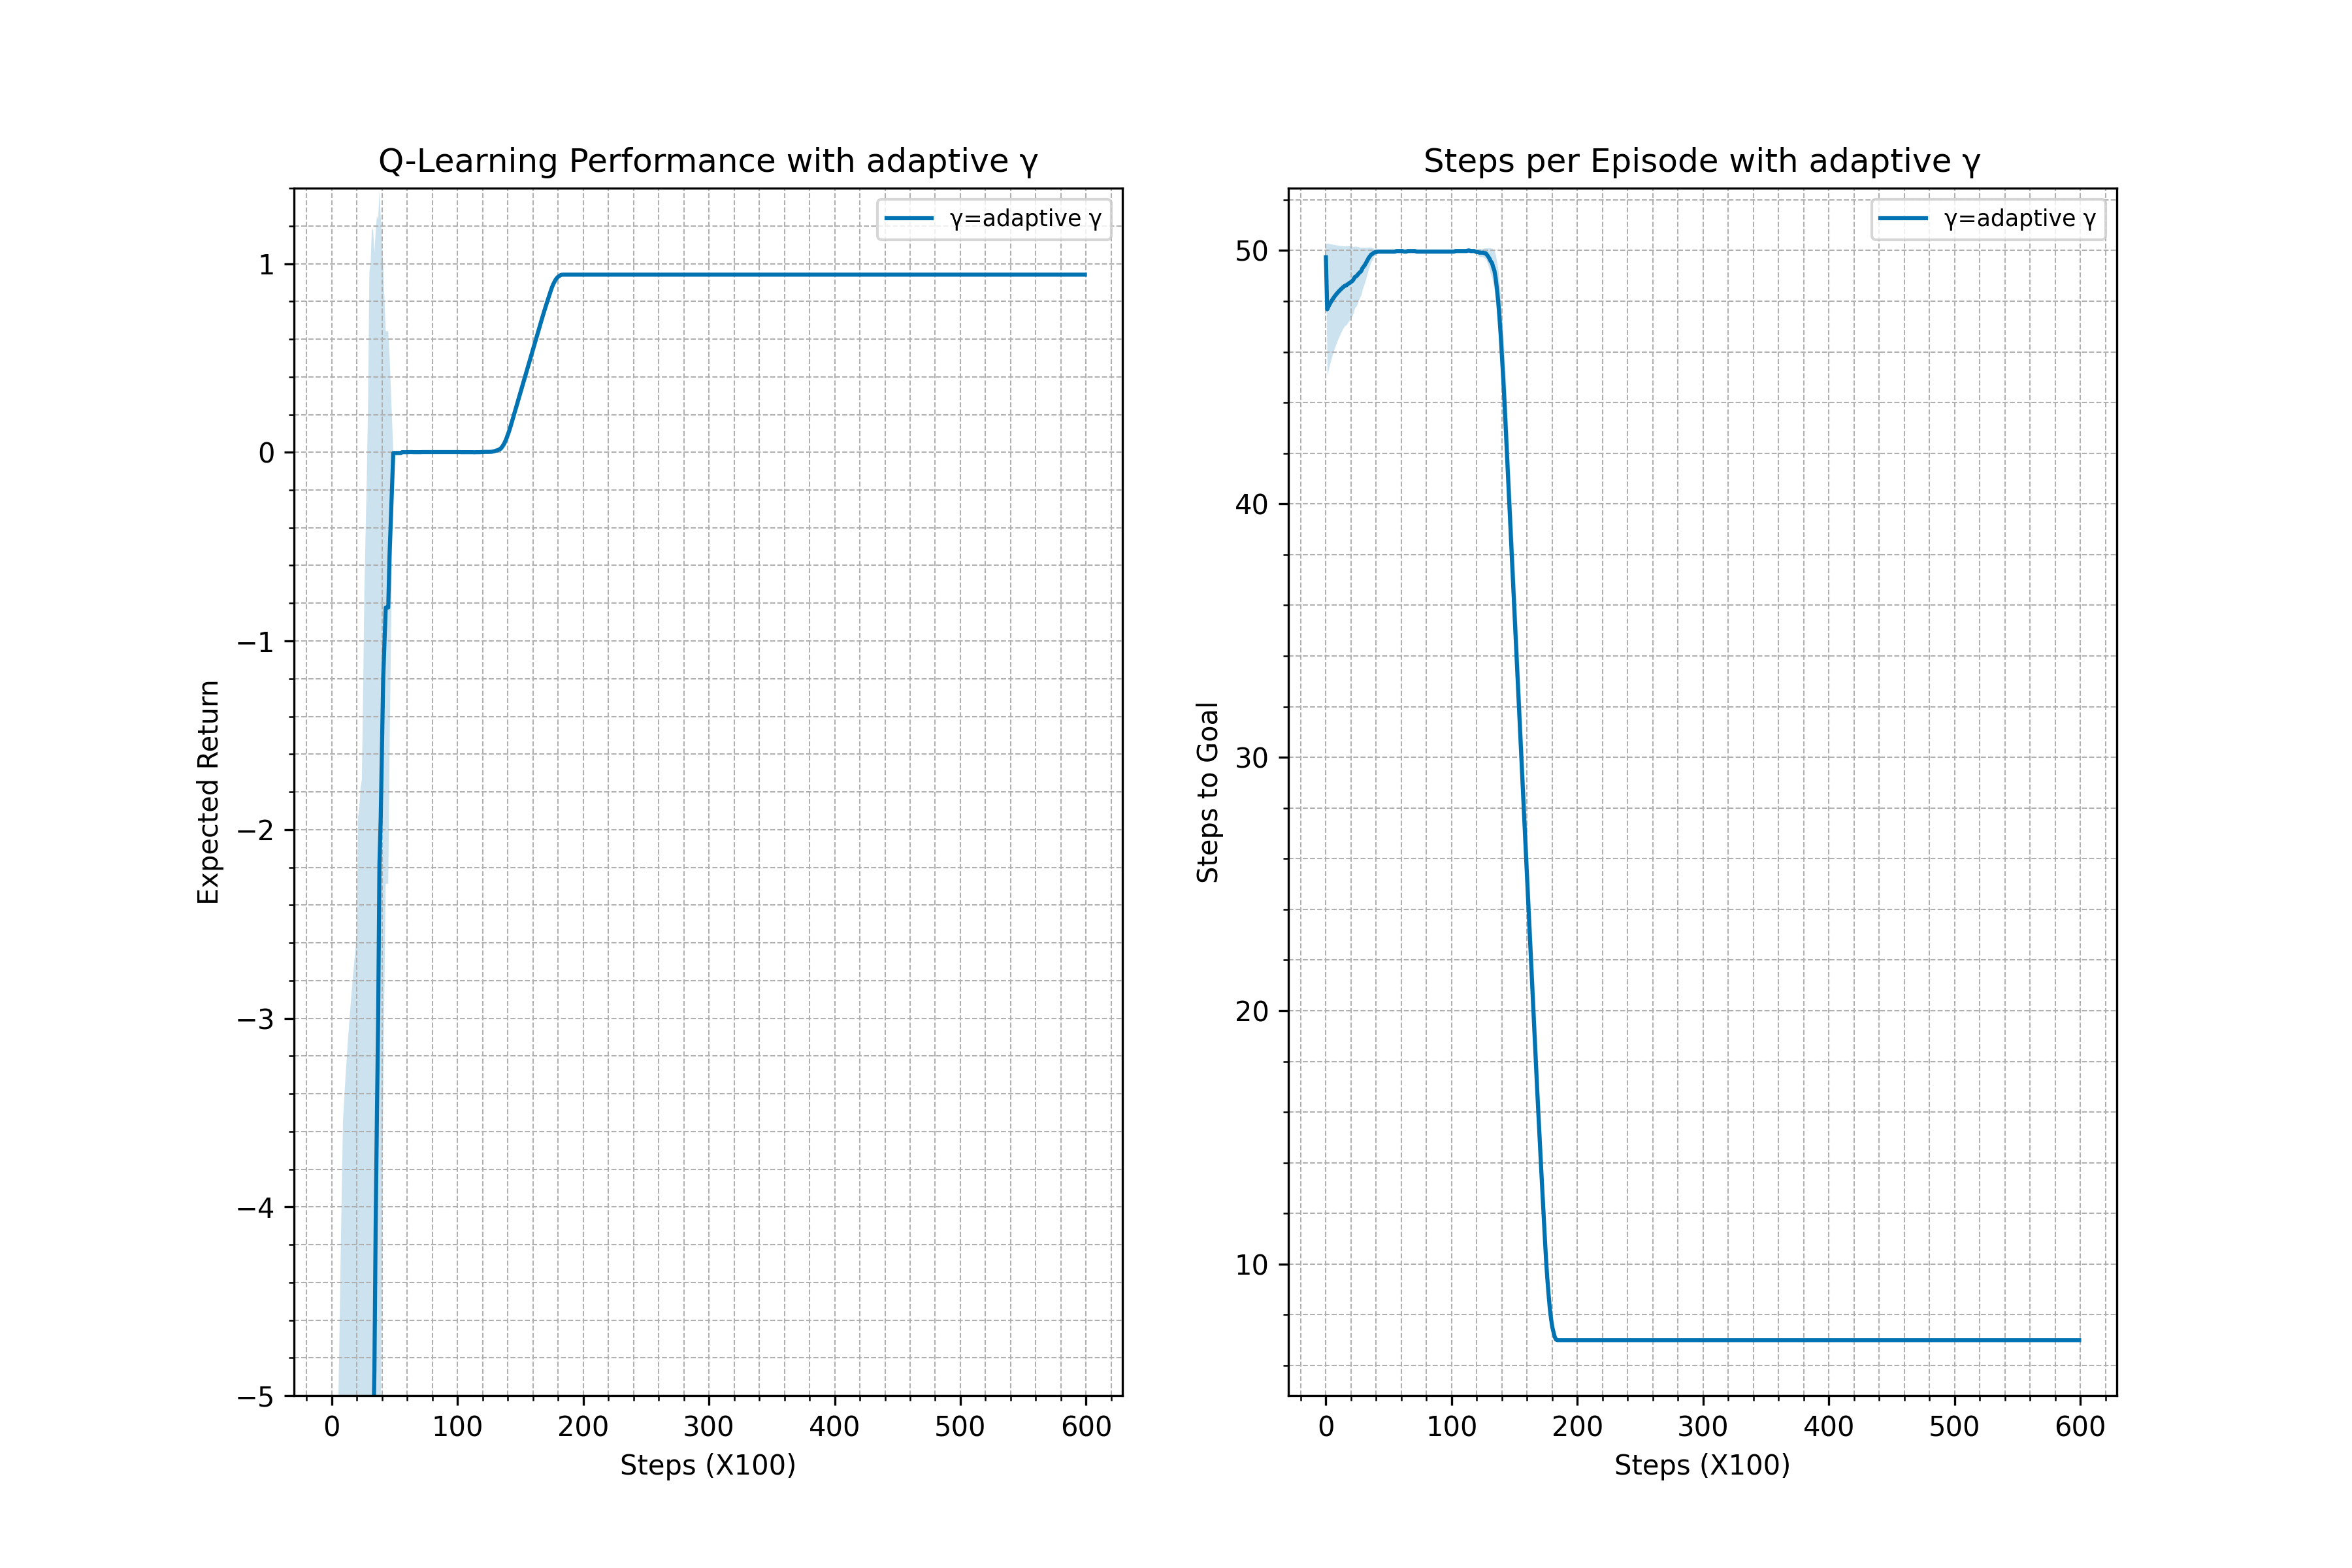 Q-Learning Performance with adaptive γ
γ=adaptive γ
1
0
−1
−2
−3
−4
−5
Expected Return
0 100 200 300 400 500 600
Steps (X100)
Steps per Episode with adaptive γ
γ=adaptive γ
50
40
30
20
10
Steps to Goal
0 100 200 300 400 500 600
Steps (X100)